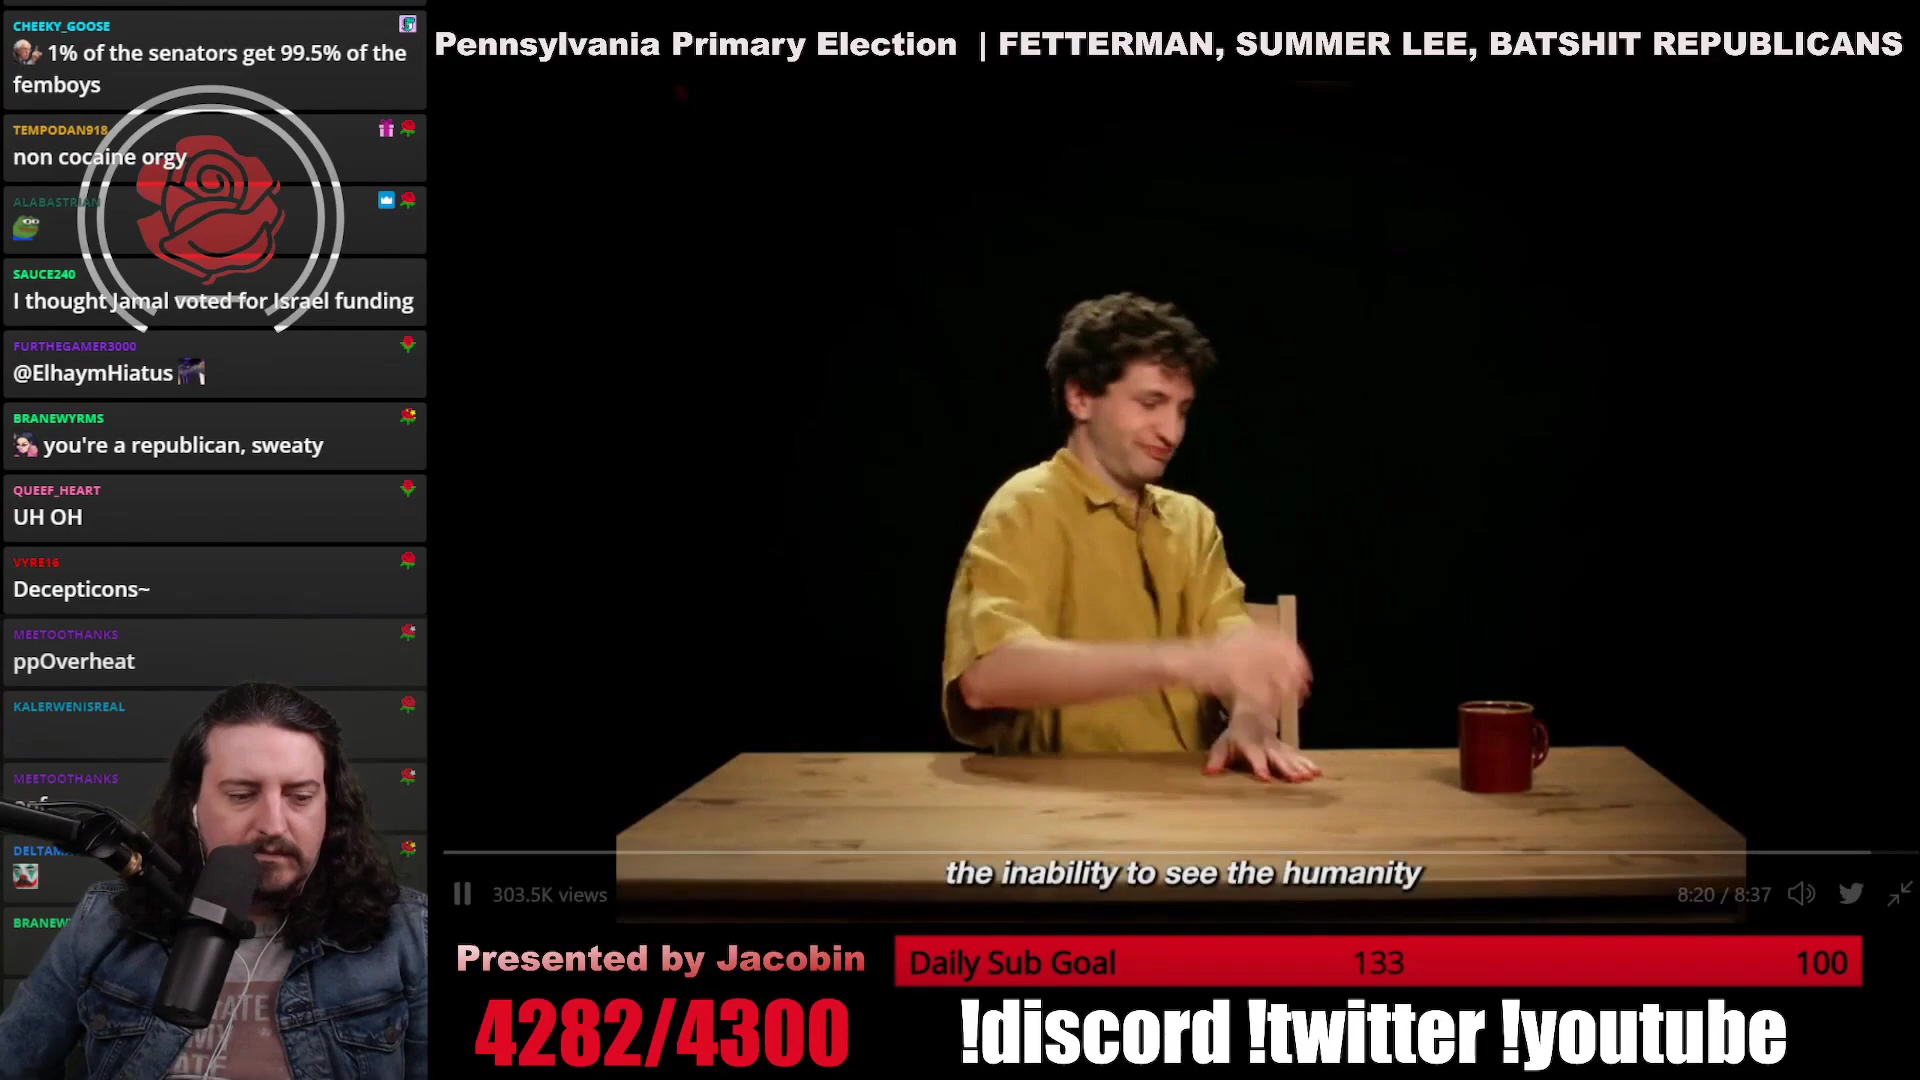 CHEEKY_GOOSE
1% of the senators get 99.5% of the
femboys
TEMPODAN918
non cocaine orgy
ALABASTRIAN
SAUCE240
I thought Jamal voted for Israel funding
FURTHEGAMER3000
@ElhaymHiatus
BRANEWYRMS
you're a republican, sweaty
QUEEF_HEART
UH OH
VYRE16
Decepticons~
MEETOOTHANKS
ppOverheat
KALERWENISREAL
MEETOOTHANKS
Pennsylvania Primary Election | FETTERMAN, SUMMER LEE, BATSHIT REPUBLICANS
the inability to see the humanity
303.5K views
8:20 / 8:37
Presented by Jacobin
Daily Sub Goal 133 100
4282/4300
!discord !twitter !youtube